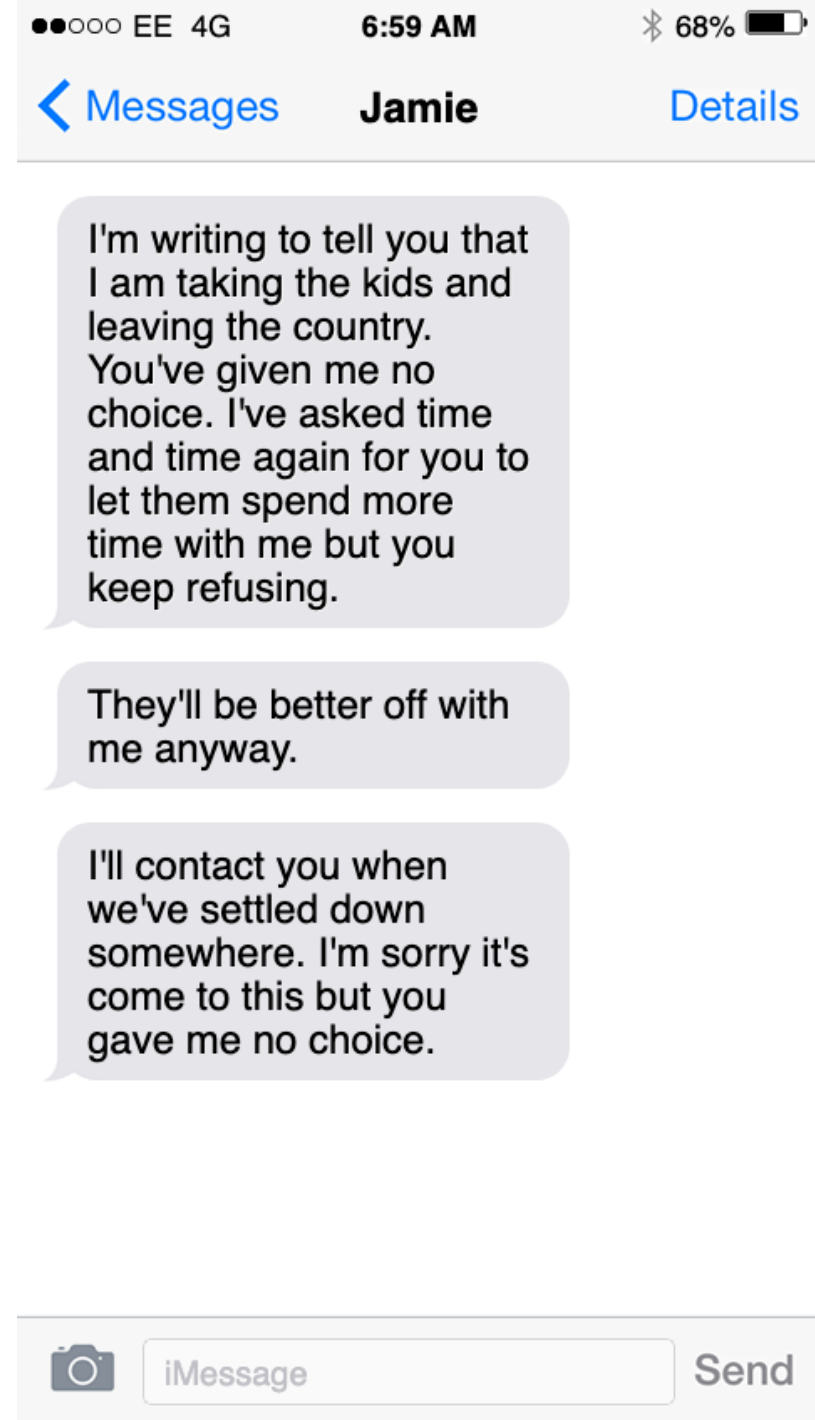 EE 4G 6:59 AM 68%
Messages Jamie Details
I'm writing to tell you that
I am taking the kids and
leaving the country.
You've given me no
choice. I've asked time
and time again for you to
let them spend more
time with me but you
keep refusing.
They'll be better off with
me anyway.
I'll contact you when
we've settled down
somewhere. I'm sorry it's
come to this but you
gave me no choice.
iMessage Send